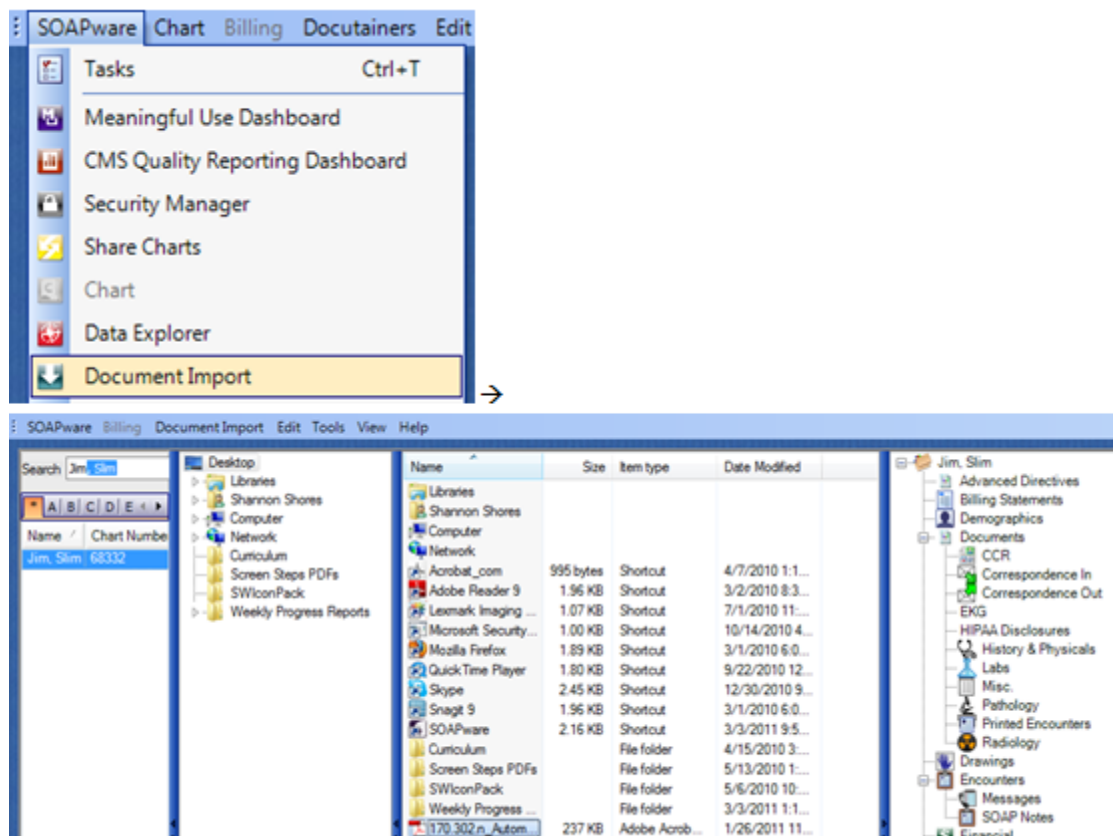 SOAPware Chart Billing Docutainers Edit
Tasks Ctrl+T
Meaningful Use Dashboard
CMS Quality Reporting Dashboard
Security Manager
Share Charts
Chart
Data Explorer
Document Import
→
SOAPware Billing Document Import Edit Tools View Help
Search Jim, Slim
* A B C D E
Name Chart Numbe
Jim, Slim 68332
Desktop
Libraries
Shannon Shores
Computer
Network
Curriculum
Screen Steps PDFs
SWIconPack
Weekly Progress Reports
Name Size Item type Date Modified
Libraries
Shannon Shores
Computer
Network
Acrobat_com 995 bytes Shortcut 4/7/2010 1:1...
Adobe Reader 9 1.96 KB Shortcut 3/2/2010 8:3...
Lexmark Imaging ... 1.07 KB Shortcut 7/1/2010 11:...
Microsoft Security... 1.00 KB Shortcut 10/14/2010 4...
Mozilla Firefox 1.89 KB Shortcut 3/1/2010 6:0...
QuickTime Player 1.80 KB Shortcut 9/22/2010 12...
Skype 2.45 KB Shortcut 12/30/2010 9...
Snagit 9 1.96 KB Shortcut 3/1/2010 6:0...
SOAPware 2.16 KB Shortcut 3/3/2011 9:5...
Curriculum File folder 4/15/2010 3:...
Screen Steps PDFs File folder 5/13/2010 1:...
SWIconPack File folder 5/6/2010 10:...
Weekly Progress ... File folder 3/3/2011 1:1...
170.302.n_Autom... 237 KB Adobe Acrob... 1/26/2011 11...
Jim, Slim
Advanced Directives
Billing Statements
Demographics
Documents
CCR
Correspondence In
Correspondence Out
EKG
HIPAA Disclosures
History & Physicals
Labs
Misc.
Pathology
Printed Encounters
Radiology
Drawings
Encounters
Messages
SOAP Notes
Financial